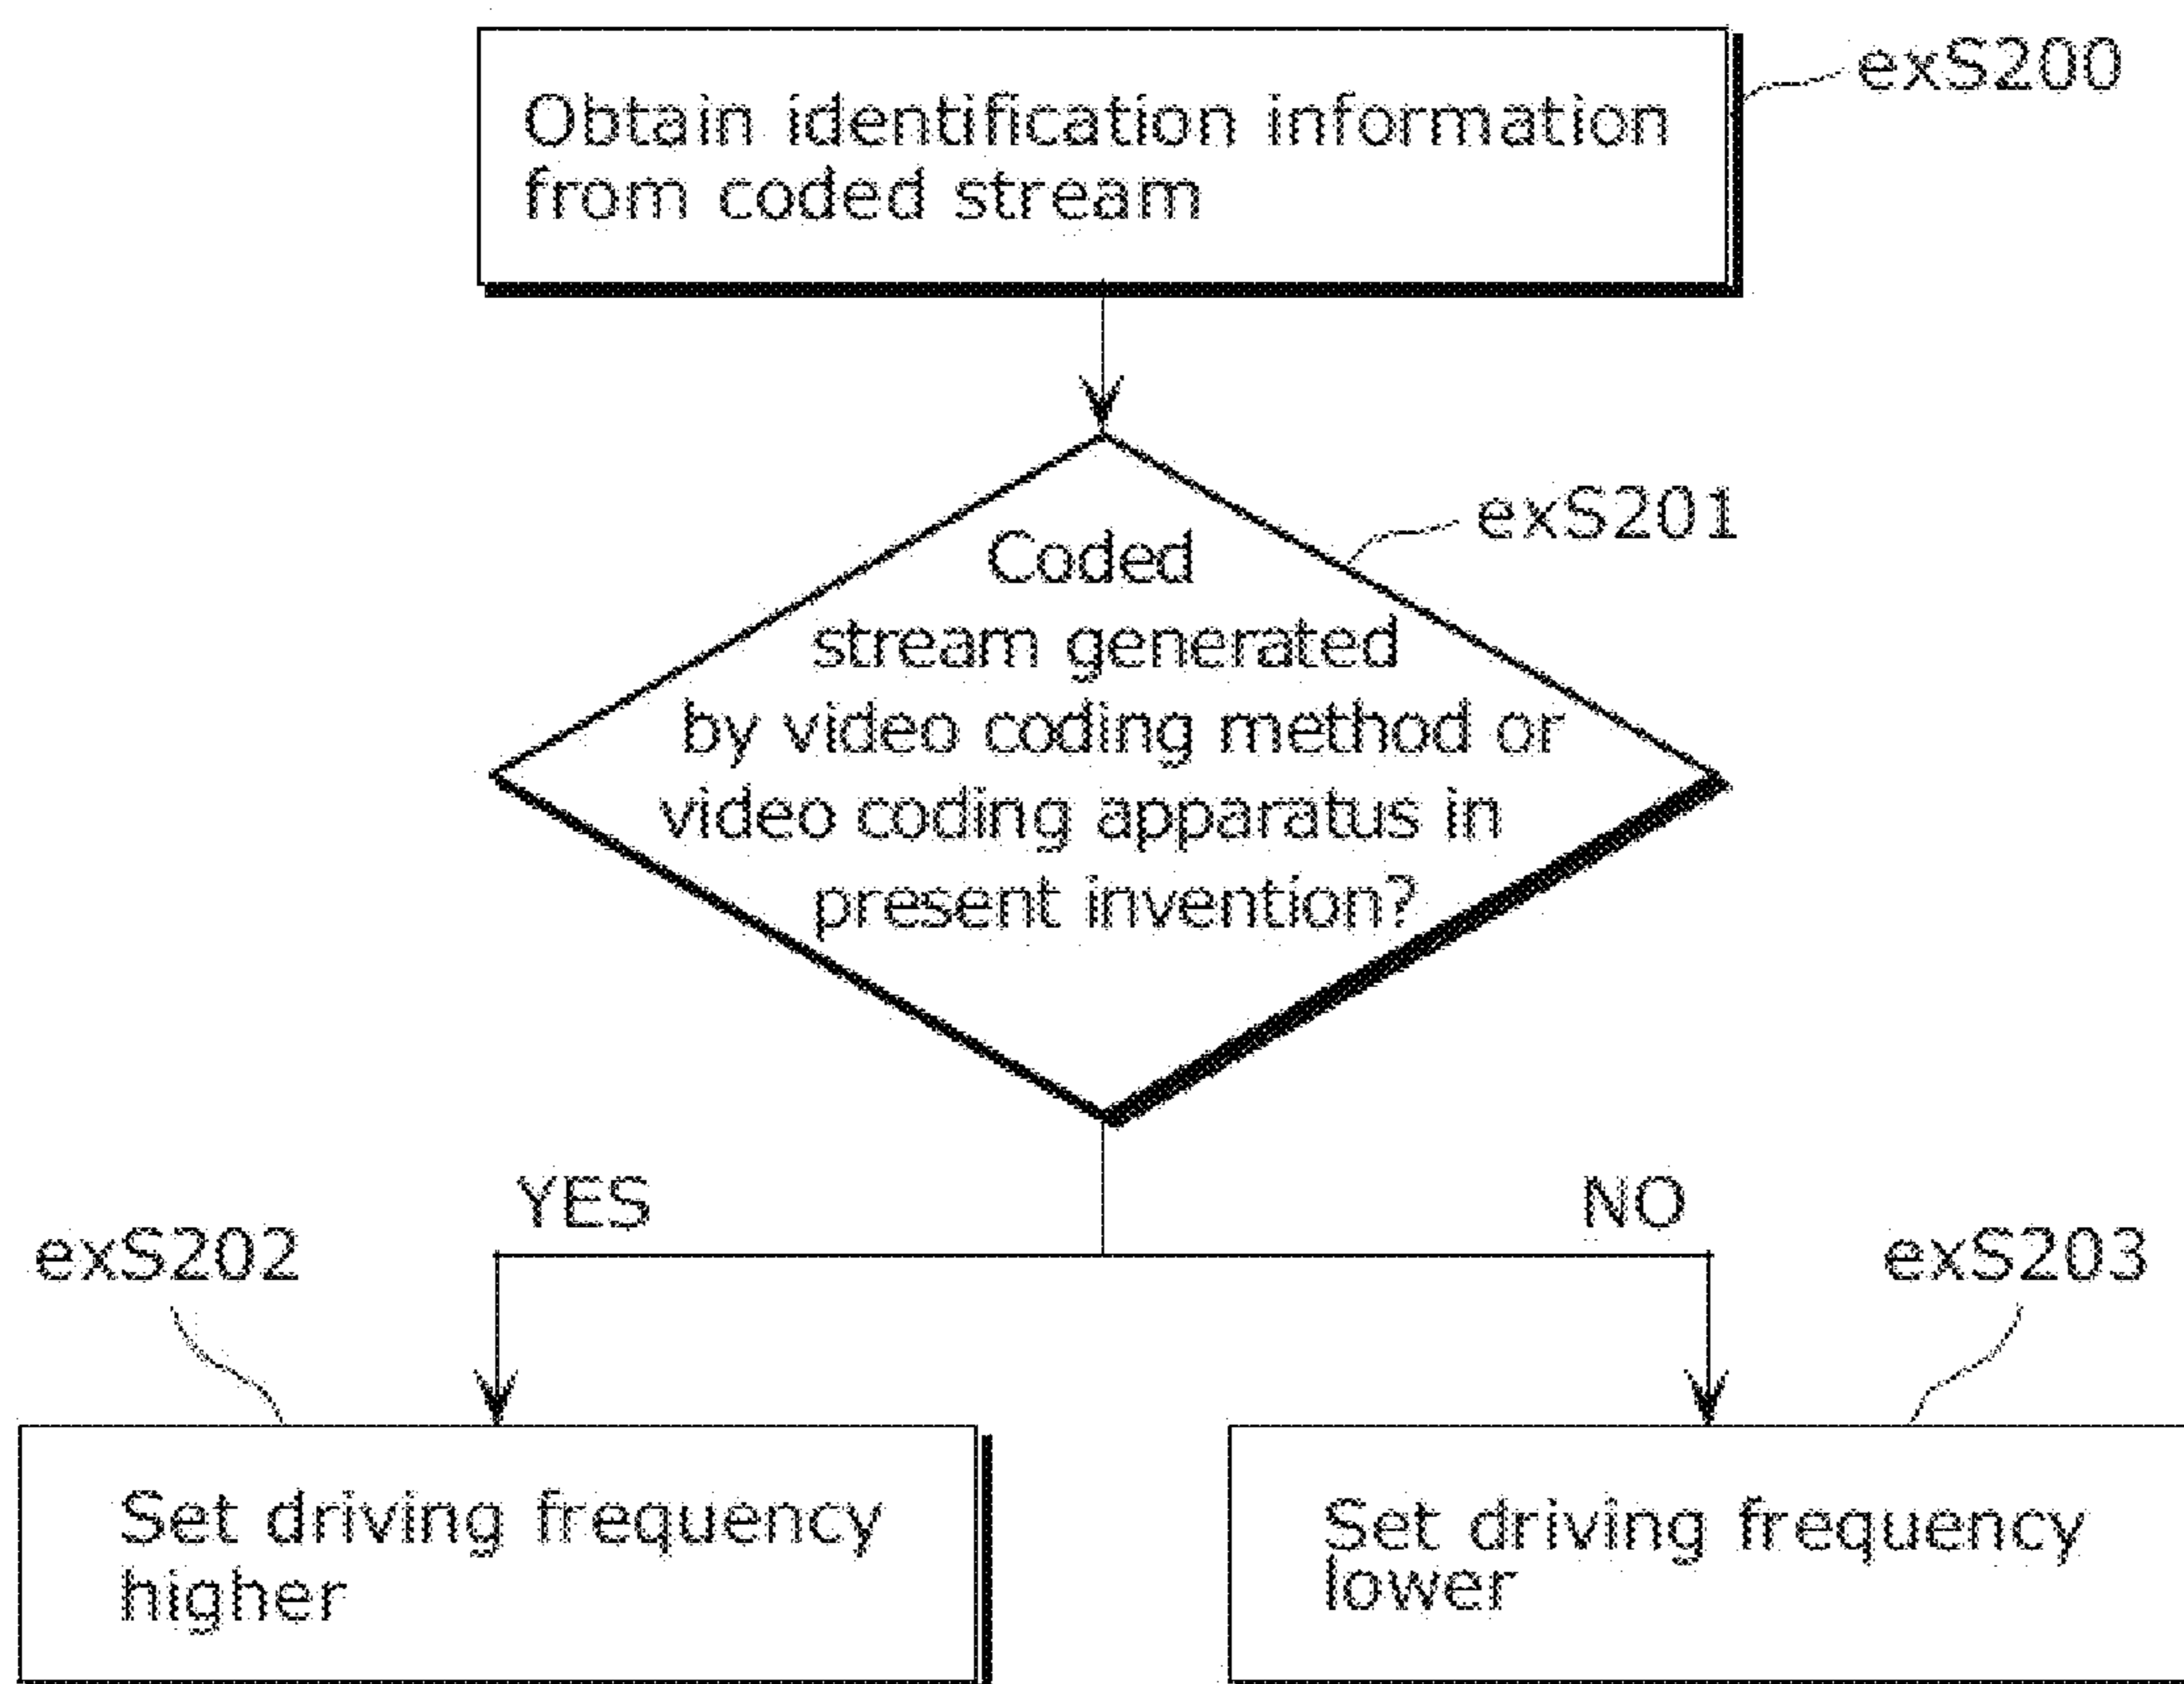 exS200
Obtain identification information
from coded stream
exS201
Coded
stream generated
by video coding method or
video coding apparatus in
present invention?
YES
NO
exS202
exS203
Set driving frequency
higher
Set driving frequency
lower